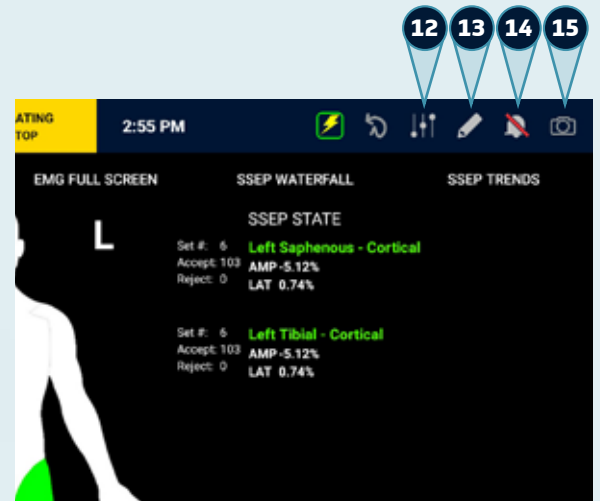 12 13 14 15
ATING
TOP
2:55 PM
EMG FULL SCREEN SSEP WATERFALL SSEP TRENDS
L
SSEP STATE
Set #: 6 Left Saphenous - Cortical
Accept: 103 AMP-5.12%
Reject: 0 LAT 0.74%
Set #: 6 Left Tibial - Cortical
Accept: 103 AMP-5.12%
Reject: 0 LAT 0.74%